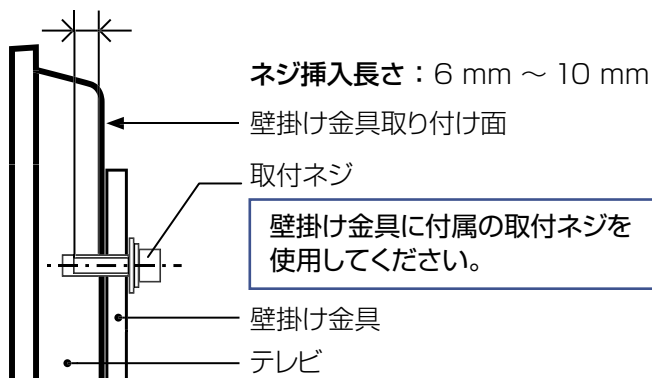 ネジ挿入長さ：6 mm ～ 10 mm
壁掛け金具取り付け面
取付ネジ
壁掛け金具に付属の取付ネジを
使用してください。
壁掛け金具
テレビ